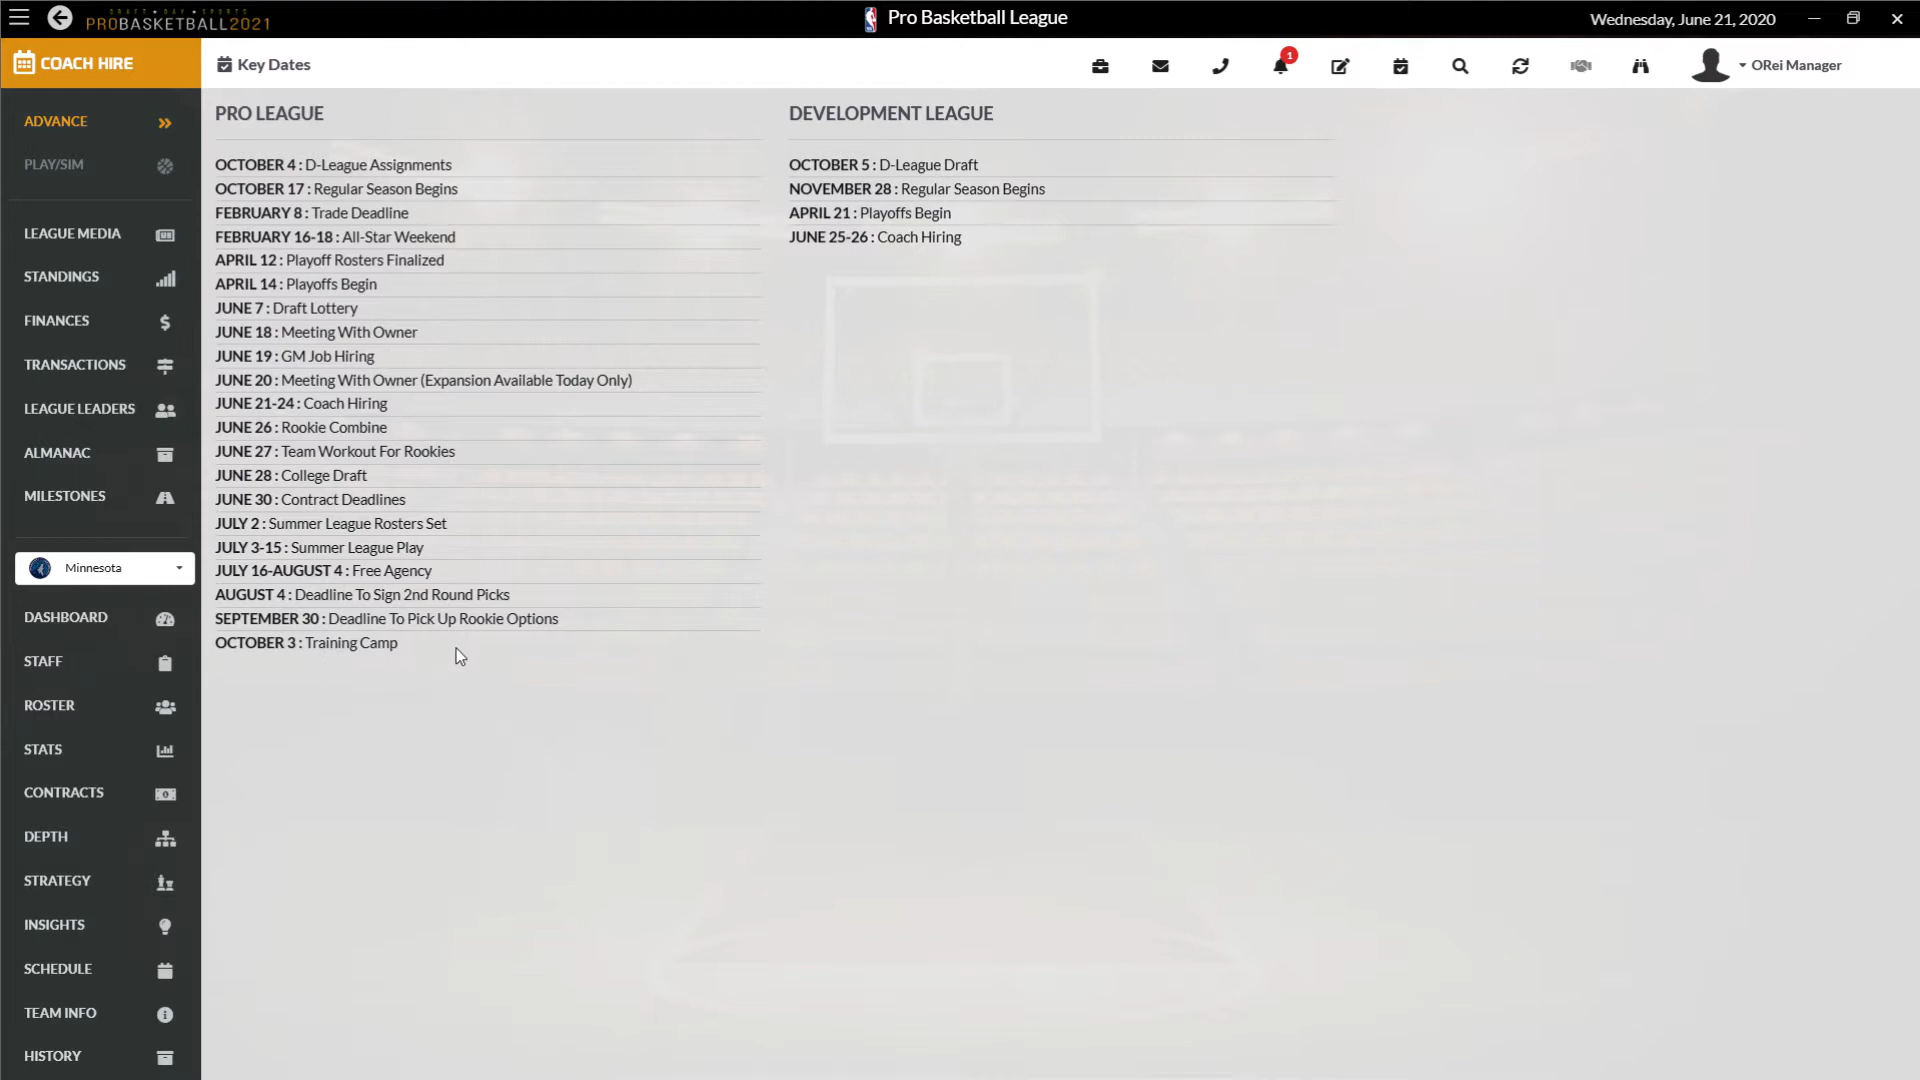 DRAFT · DAY · SPORTS
PROBASKETBALL2021
Pro Basketball League
Wednesday, June 21, 2020
COACH HIRE
Key Dates
1
ORei Manager
ADVANCE
PLAY/SIM
LEAGUE MEDIA
STANDINGS
FINANCES
TRANSACTIONS
LEAGUE LEADERS
ALMANAC
MILESTONES
Minnesota
DASHBOARD
STAFF
ROSTER
STATS
CONTRACTS
DEPTH
STRATEGY
INSIGHTS
SCHEDULE
TEAM INFO
HISTORY
PRO LEAGUE
OCTOBER 4 : D-League Assignments
OCTOBER 17 : Regular Season Begins
FEBRUARY 8 : Trade Deadline
FEBRUARY 16-18 : All-Star Weekend
APRIL 12 : Playoff Rosters Finalized
APRIL 14 : Playoffs Begin
JUNE 7 : Draft Lottery
JUNE 18 : Meeting With Owner
JUNE 19 : GM Job Hiring
JUNE 20 : Meeting With Owner (Expansion Available Today Only)
JUNE 21-24 : Coach Hiring
JUNE 26 : Rookie Combine
JUNE 27 : Team Workout For Rookies
JUNE 28 : College Draft
JUNE 30 : Contract Deadlines
JULY 2 : Summer League Rosters Set
JULY 3-15 : Summer League Play
JULY 16-AUGUST 4 : Free Agency
AUGUST 4 : Deadline To Sign 2nd Round Picks
SEPTEMBER 30 : Deadline To Pick Up Rookie Options
OCTOBER 3 : Training Camp
DEVELOPMENT LEAGUE
OCTOBER 5 : D-League Draft
NOVEMBER 28 : Regular Season Begins
APRIL 21 : Playoffs Begin
JUNE 25-26 : Coach Hiring